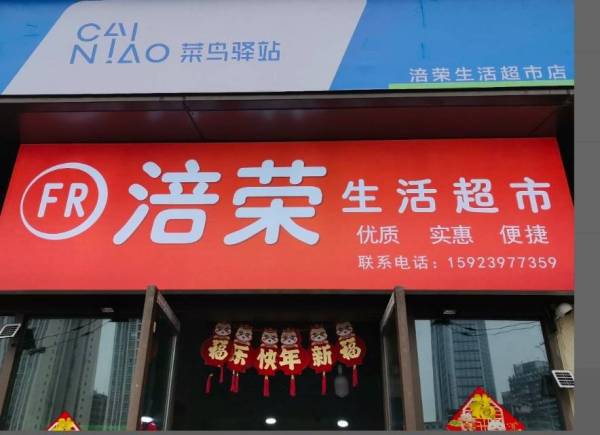 CAI
NIAO 菜鸟驿站
涪荣生活超市店
FR 涪荣 生活超市
优质 实惠 便捷
联系电话：15923977359
福乐快年新福